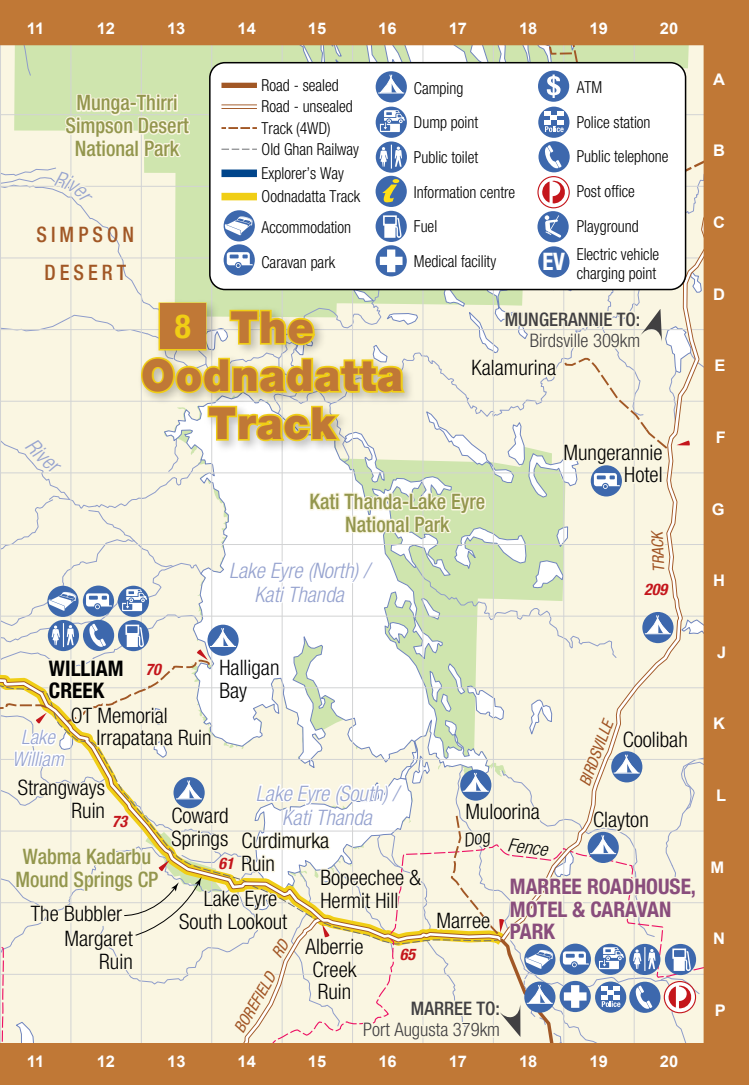 11 12 13 14 15 16 17 18 19 20
A
B
C
D
E
F
G
H
J
K
L
M
N
P
Road - sealed
Road - unsealed
Track (4WD)
Old Ghan Railway
Explorer's Way
Oodnadatta Track
Accommodation
Caravan park
Camping
Dump point
Public toilet
Information centre
Fuel
Medical facility
$ ATM
Police
Police station
Public telephone
Post office
Playground
EV
Electric vehicle
charging point
Munga-Thirri
Simpson Desert
National Park
River
SIMPSON
DESERT
8 The
Oodnadatta
Track
MUNGERANNIE TO:
Birdsville 309km
Kalamurina
River
Mungerannie
Hotel
Kati Thanda-Lake Eyre
National Park
Lake Eyre (North) /
Kati Thanda
TRACK
209
WILLIAM
CREEK
70
Halligan
Bay
OT Memorial
Irrapatana Ruin
Lake
William
BIRDSVILLE
Coolibah
Strangways
Ruin
73
Coward
Springs
Lake Eyre (South) /
Kati Thanda
Muloorina
Clayton
Dog Fence
Curdimurka
Ruin
61
Wabma Kadarbu
Mound Springs CP
Bopeechee &
Hermit Hill
MARREE ROADHOUSE,
MOTEL & CARAVAN
PARK
The Bubbler
Margaret
Ruin
Lake Eyre
South Lookout
Marree
65
Alberrie
Creek
Ruin
BOREFIELD RD
Police
MARREE TO:
Port Augusta 379km
11 12 13 14 15 16 17 18 19 20